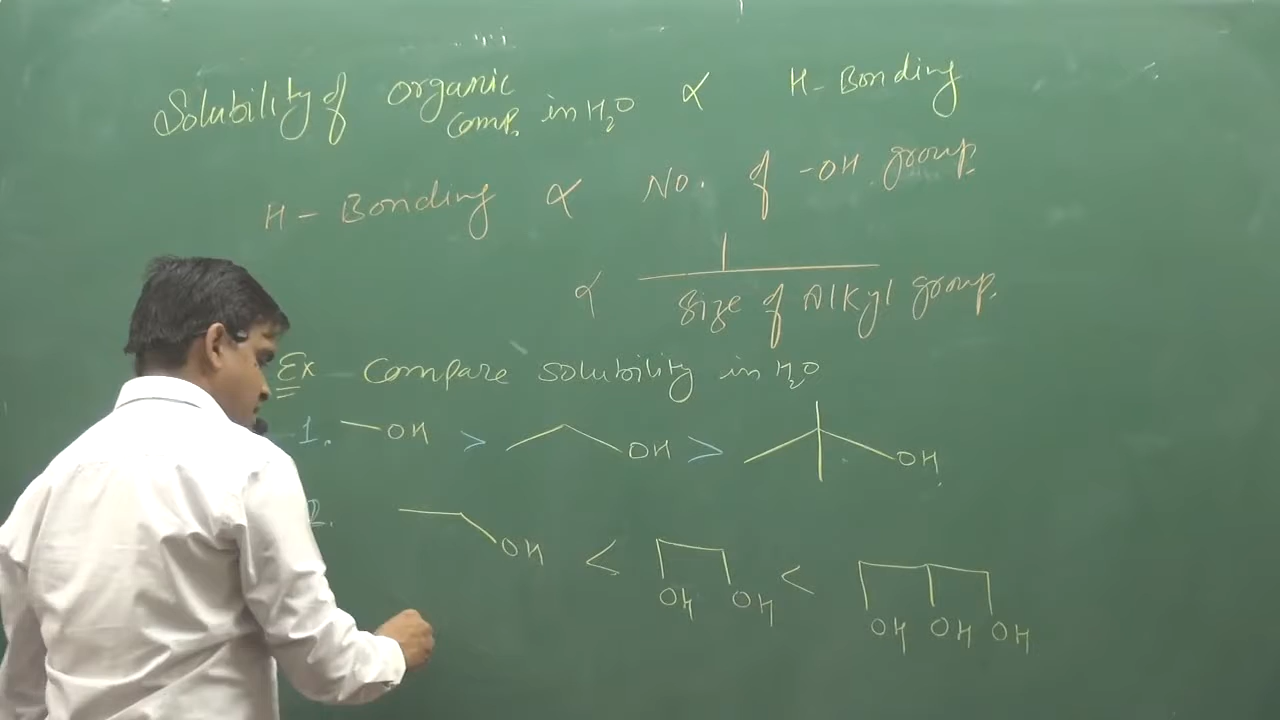 Solubility of organic comp. in H2O ∝ H-Bonding
H-Bonding ∝ No. of -OH group.
∝ 1 / Size of Alkyl group.
Ex Compare solubility in H2O
1. OH > OH > OH
2. OH < OH OH < OH OH OH